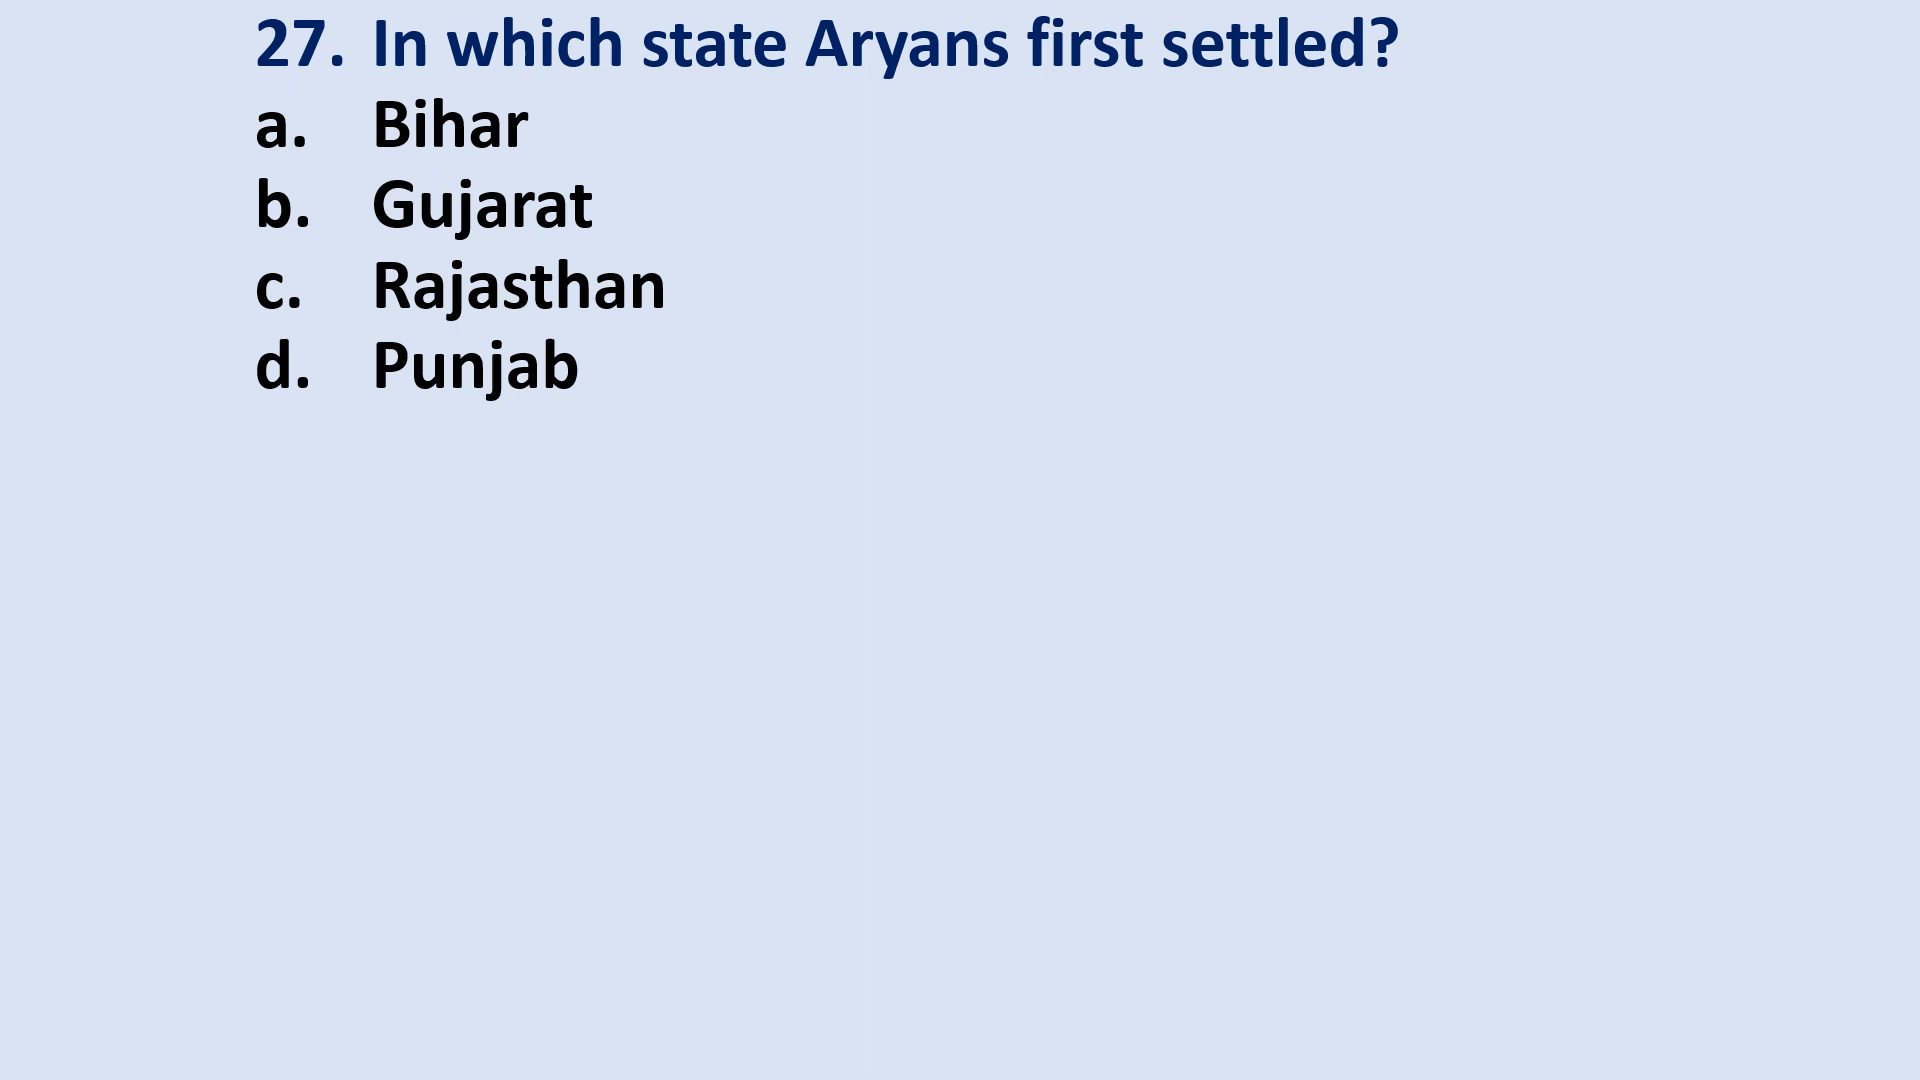 27. In which state Aryans first settled?
a. Bihar
b. Gujarat
c. Rajasthan
d. Punjab